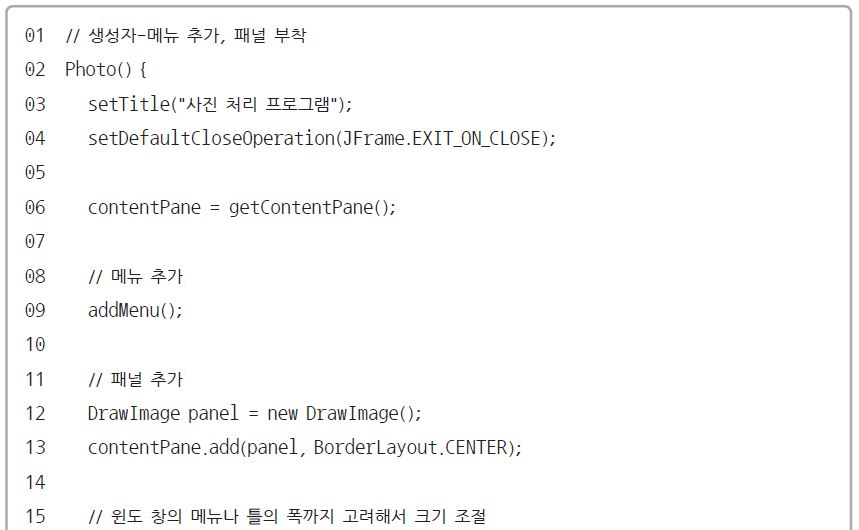 01 // 생성자-메뉴 추가, 패널 부착
02 Photo() {
03 setTitle("사진 처리 프로그램");
04 setDefaultCloseOperation(JFrame.EXIT_ON_CLOSE);
05
06 contentPane = getContentPane();
07
08 // 메뉴 추가
09 addMenu();
10
11 // 패널 추가
12 DrawImage panel = new DrawImage();
13 contentPane.add(panel, BorderLayout.CENTER);
14
15 // 윈도 창의 메뉴나 틀의 폭까지 고려해서 크기 조절